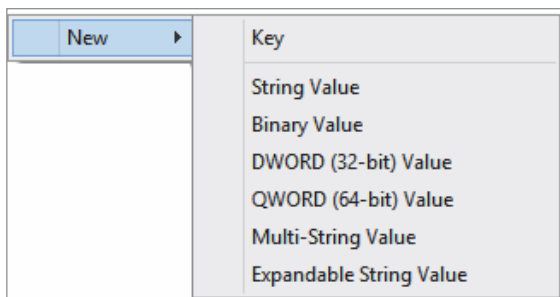 New
Key
String Value
Binary Value
DWORD (32-bit) Value
QWORD (64-bit) Value
Multi-String Value
Expandable String Value